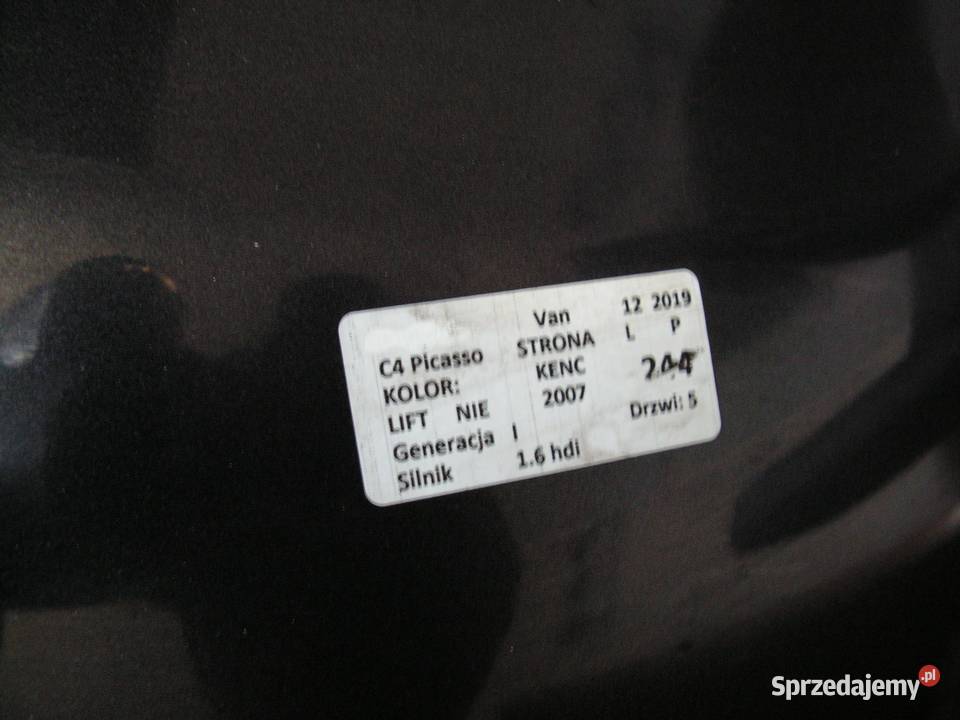 C4 Picasso Van 12 2019
KOLOR: STRONA L P
LIFT NIE KENC 244
Generacja I 2007 Drzwi: 5
Silnik 1.6 hdi
Sprzedajemy.pl